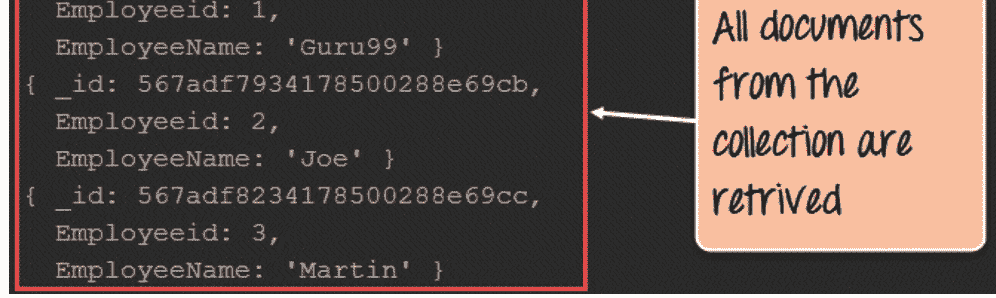 Employeeid: 1,
EmployeeName: 'Guru99' }
{ _id: 567adf7934178500288e69cb,
Employeeid: 2,
EmployeeName: 'Joe' }
{ _id: 567adf8234178500288e69cc,
Employeeid: 3,
EmployeeName: 'Martin' }
All documents
from the
collection are
retrived